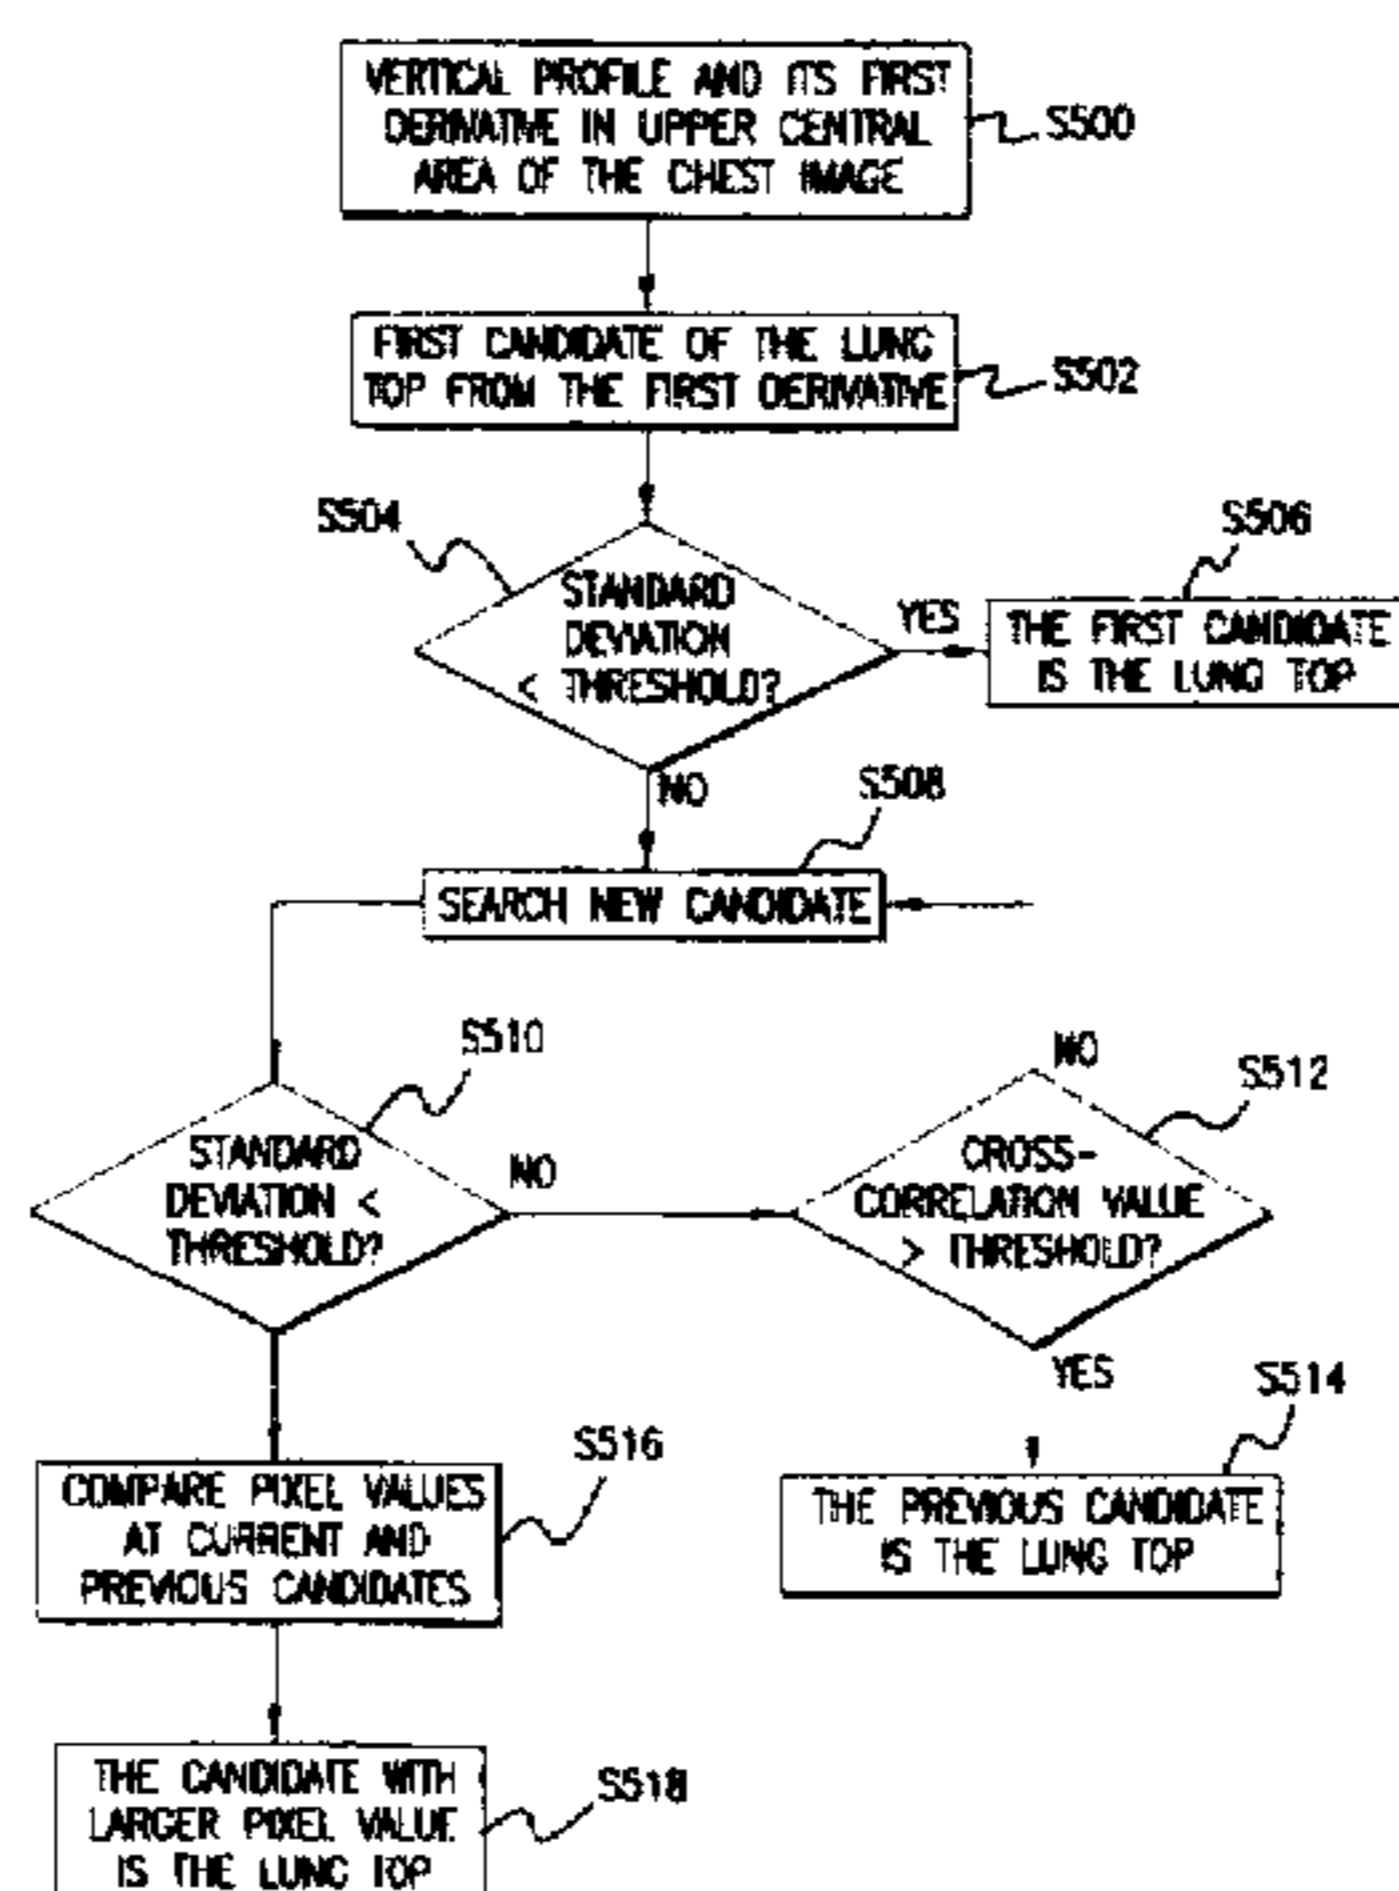 VERTICAL PROFILE AND ITS FIRST
DERIVATIVE IN UPPER CENTRAL
AREA OF THE CHEST IMAGE
S500
FIRST CANDIDATE OF THE LUNG
TOP FROM THE FIRST DERIVATIVE
S502
S504
STANDARD
DEVIATION
< THRESHOLD?
YES
S506
THE FIRST CANDIDATE
IS THE LUNG TOP
NO
S508
SEARCH NEW CANDIDATE
S510
STANDARD
DEVIATION <
THRESHOLD?
NO
NO
S512
CROSS-
CORRELATION VALUE
> THRESHOLD?
YES
S514
THE PREVIOUS CANDIDATE
IS THE LUNG TOP
S516
COMPARE PIXEL VALUES
AT CURRENT AND
PREVIOUS CANDIDATES
S518
THE CANDIDATE WITH
LARGER PIXEL VALUE
IS THE LUNG TOP